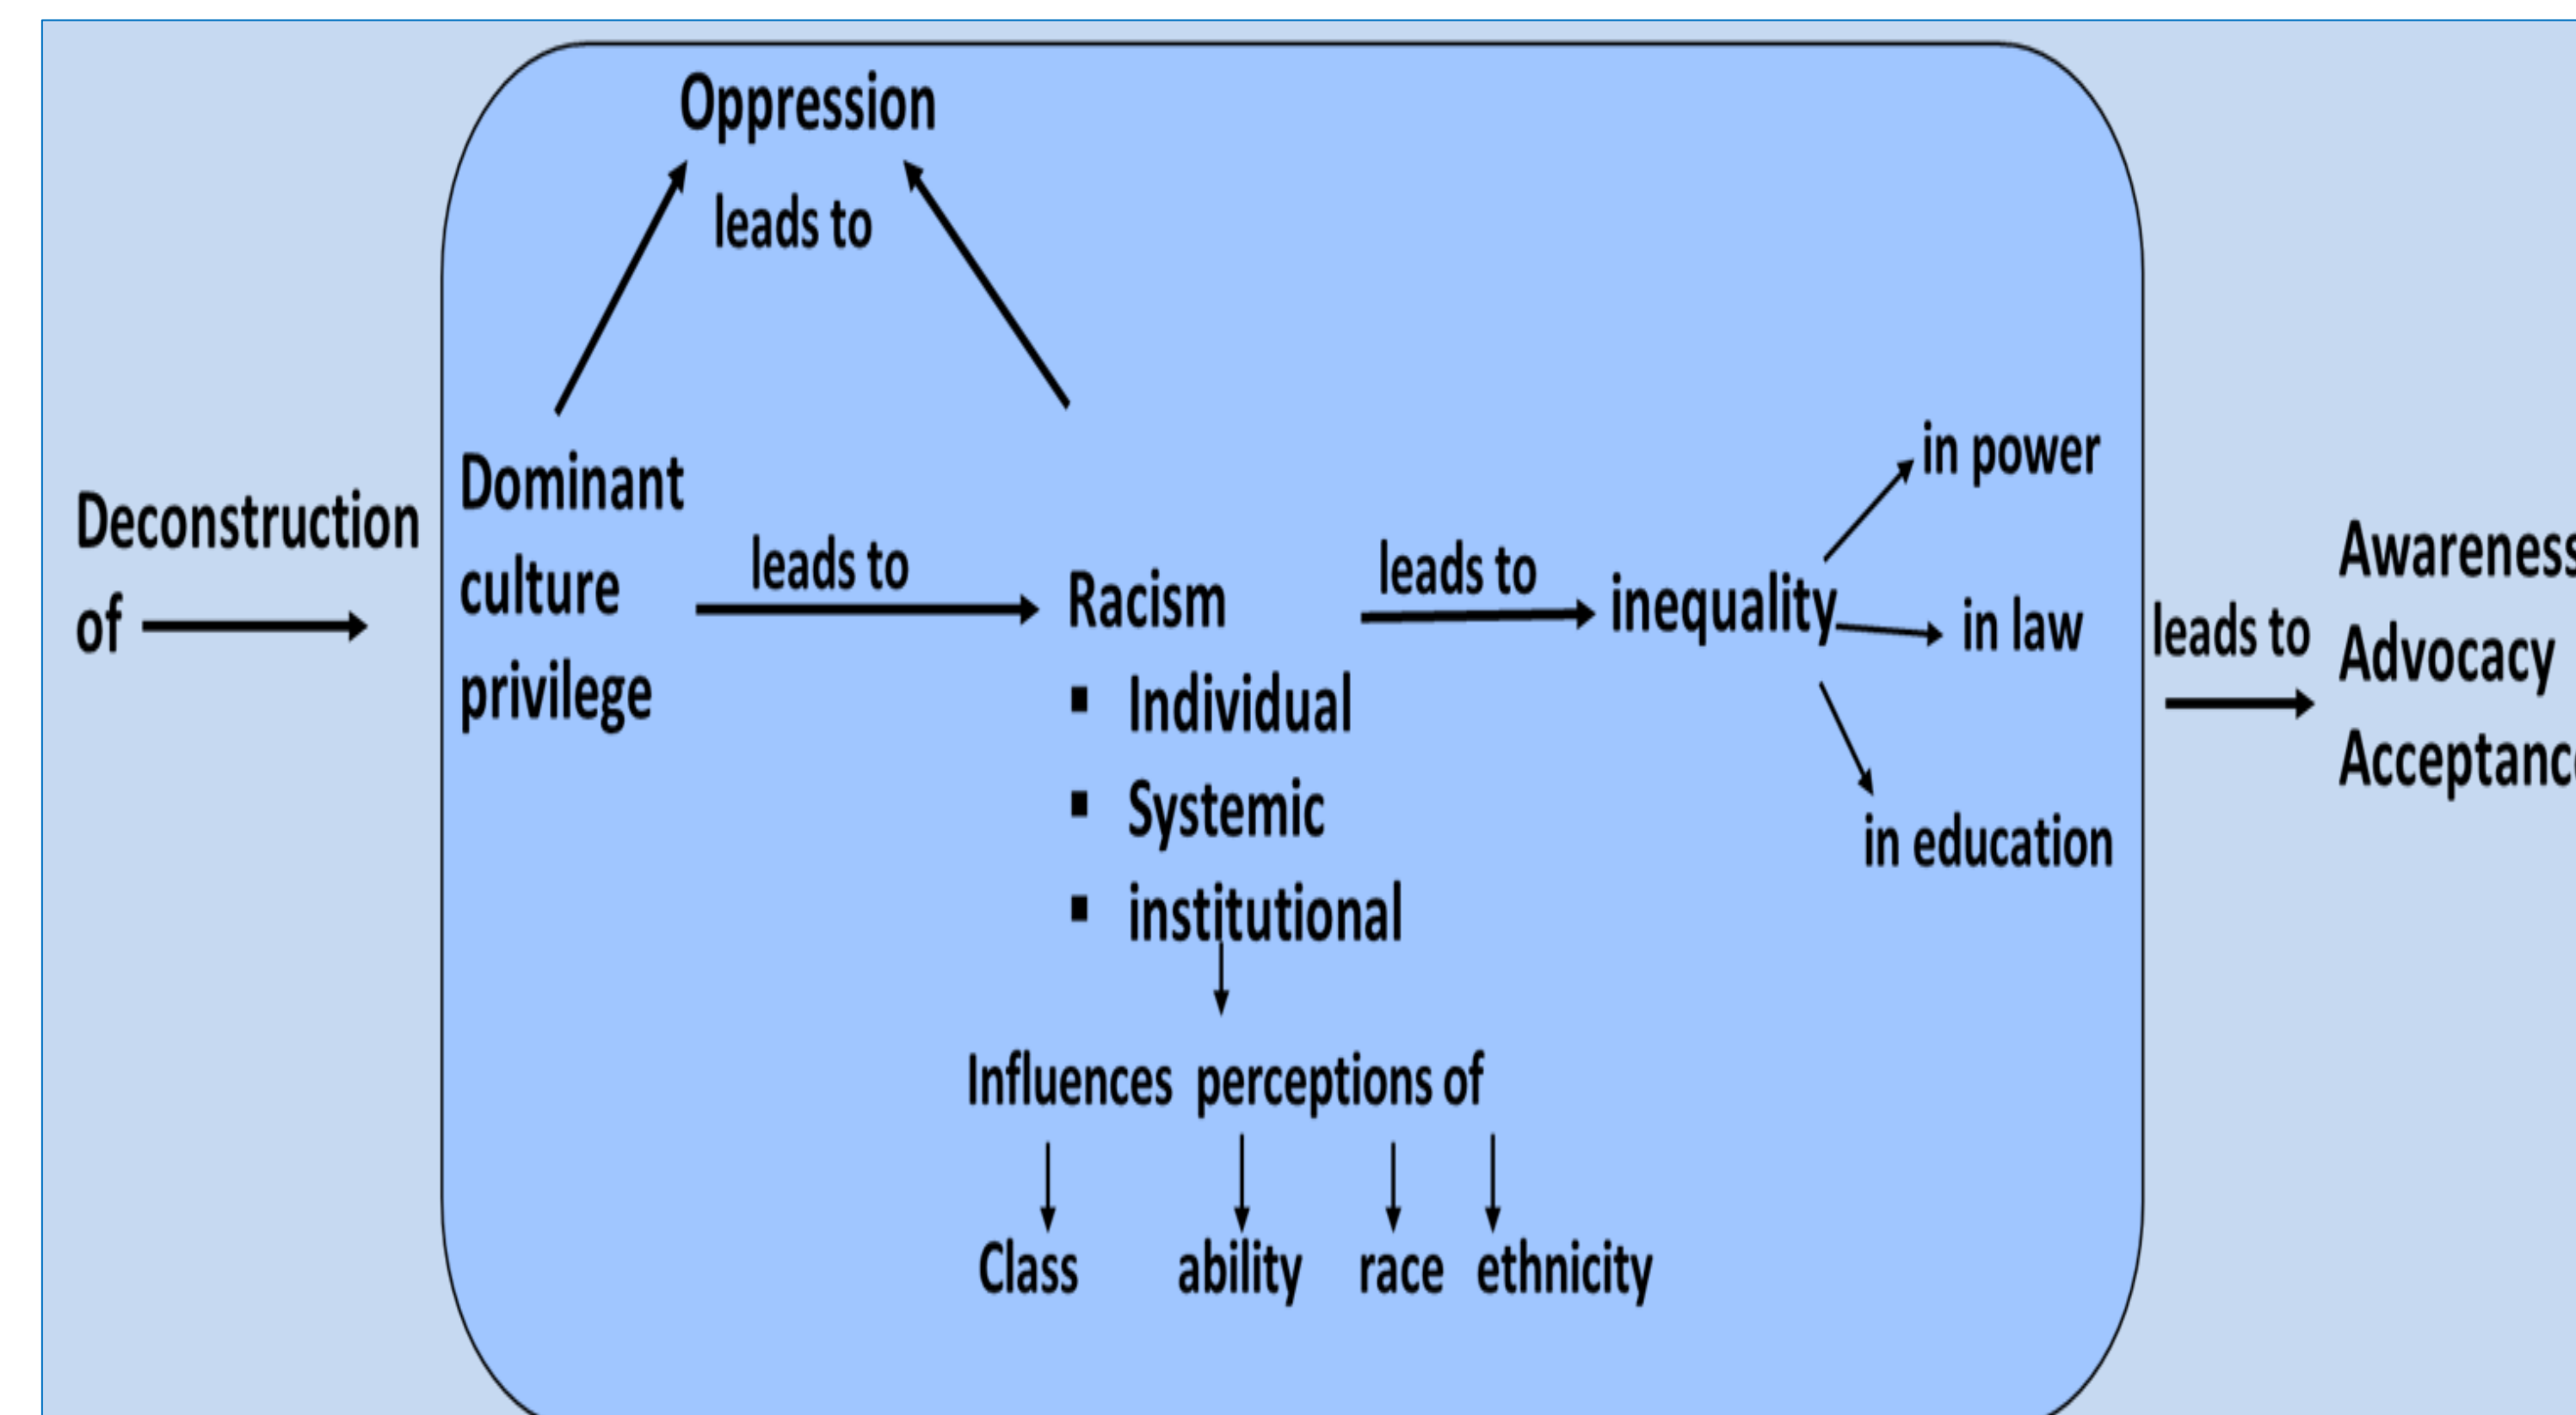 Oppression
leads to
Deconstruction
of
Dominant
culture
privilege
leads to
Racism
▪ Individual
▪ Systemic
▪ institutional
leads to
inequality
in power
in law
in education
Influences perceptions of
Class ability race ethnicity
leads to
Awareness
Advocacy
Acceptance